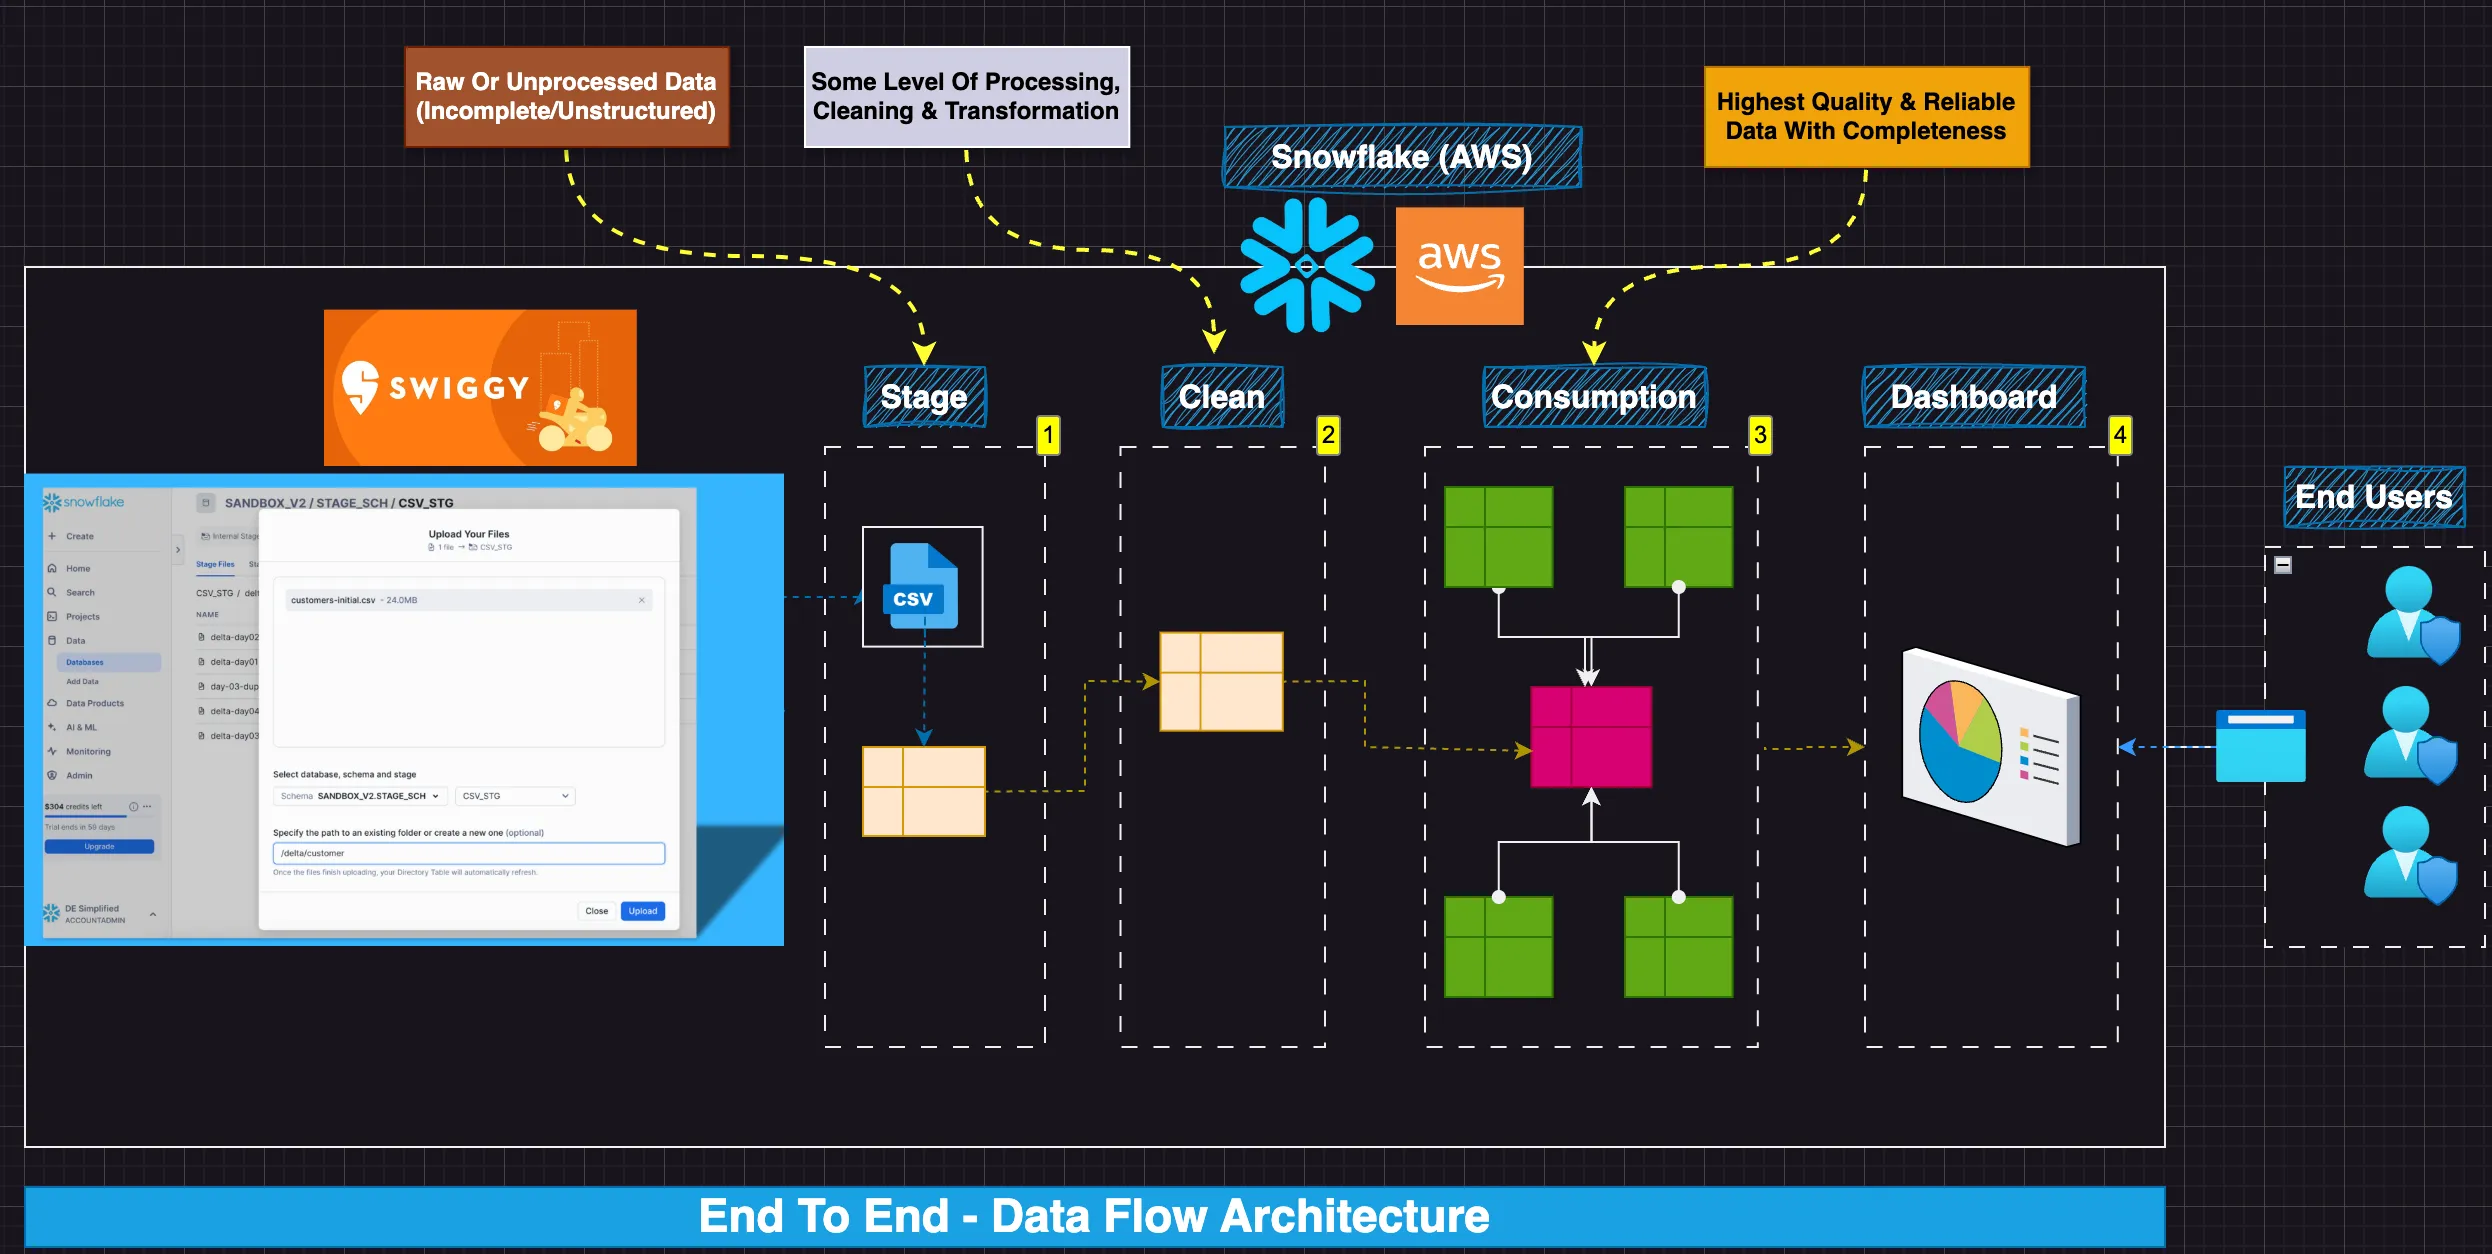 Raw Or Unprocessed Data
(Incomplete/Unstructured)
Some Level Of Processing,
Cleaning & Transformation
Highest Quality & Reliable
Data With Completeness
Snowflake (AWS)
aws
SWIGGY
Stage
Clean
Consumption
Dashboard
End Users
1
2
3
4
CSV
snowflake
Create
Home
Search
Projects
Data
Databases
Add Data
Data Products
AI & ML
Monitoring
Admin
$304 credits left
Trial ends in 59 days
Upgrade
DE Simplified
ACCOUNTADMIN
SANDBOX_V2 / STAGE_SCH / CSV_STG
Internal Stage
Stage Files
CSV_STG /
NAME
delta-day02
delta-day01
day-03-dup
delta-day04
delta-day03
Upload Your Files
1 file → CSV_STG
customers-initial.csv - 24.0MB
Select database, schema and stage
Schema SANDBOX_V2.STAGE_SCH
CSV_STG
Specify the path to an existing folder or create a new one (optional)
/delta/customer
Once the files finish uploading, your Directory Table will automatically refresh.
Close
Upload
End To End - Data Flow Architecture